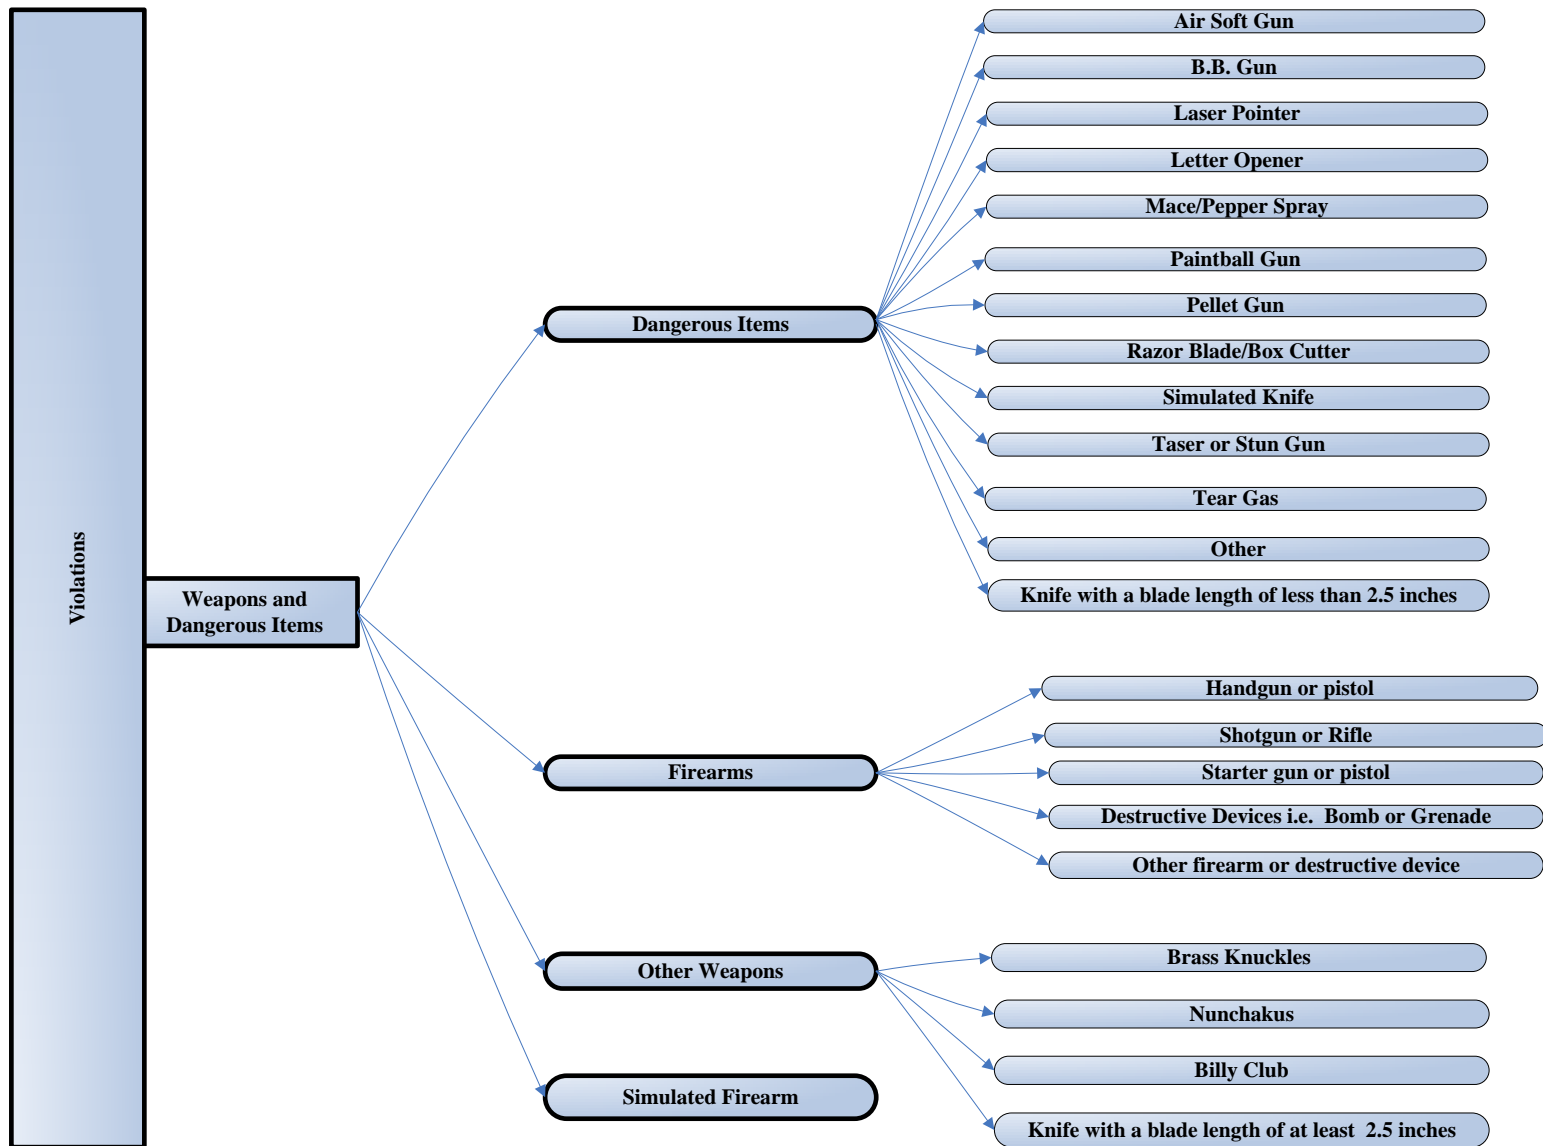 Violations
Weapons and
Dangerous Items
Dangerous Items
Air Soft Gun
B.B. Gun
Laser Pointer
Letter Opener
Mace/Pepper Spray
Paintball Gun
Pellet Gun
Razor Blade/Box Cutter
Simulated Knife
Taser or Stun Gun
Tear Gas
Other
Knife with a blade length of less than 2.5 inches
Firearms
Handgun or pistol
Shotgun or Rifle
Starter gun or pistol
Destructive Devices i.e.  Bomb or Grenade
Other firearm or destructive device
Other Weapons
Brass Knuckles
Nunchakus
Billy Club
Knife with a blade length of at least  2.5 inches
Simulated Firearm